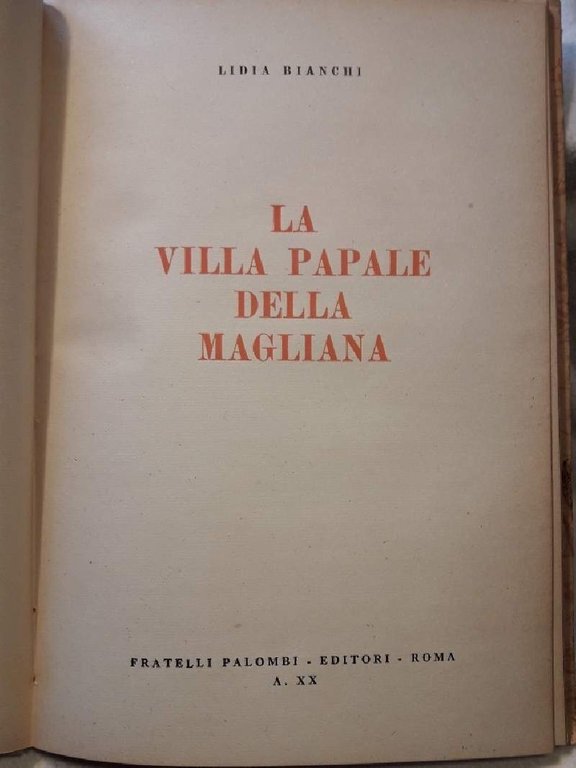 LIDIA BIANCHI
LA
VILLA PAPALE
DELLA
MAGLIANA
FRATELLI PALOMBI - EDITORI - ROMA
A. XX